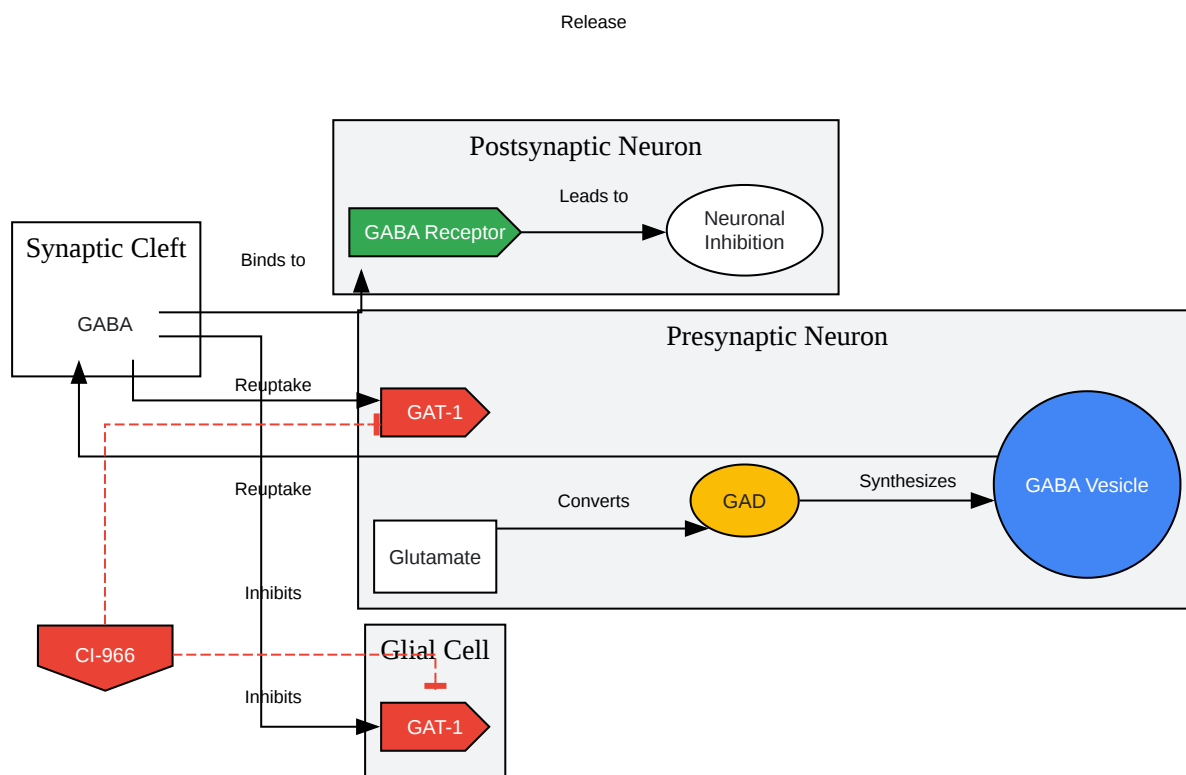 Release
Postsynaptic Neuron
Leads to
GABA Receptor
Neuronal
Inhibition
Synaptic Cleft
Binds to
GABA
Presynaptic Neuron
Reuptake
GAT-1
Reuptake
Converts
GAD
Synthesizes
GABA Vesicle
Glutamate
Inhibits
CI-966
Glial Cell
Inhibits
GAT-1